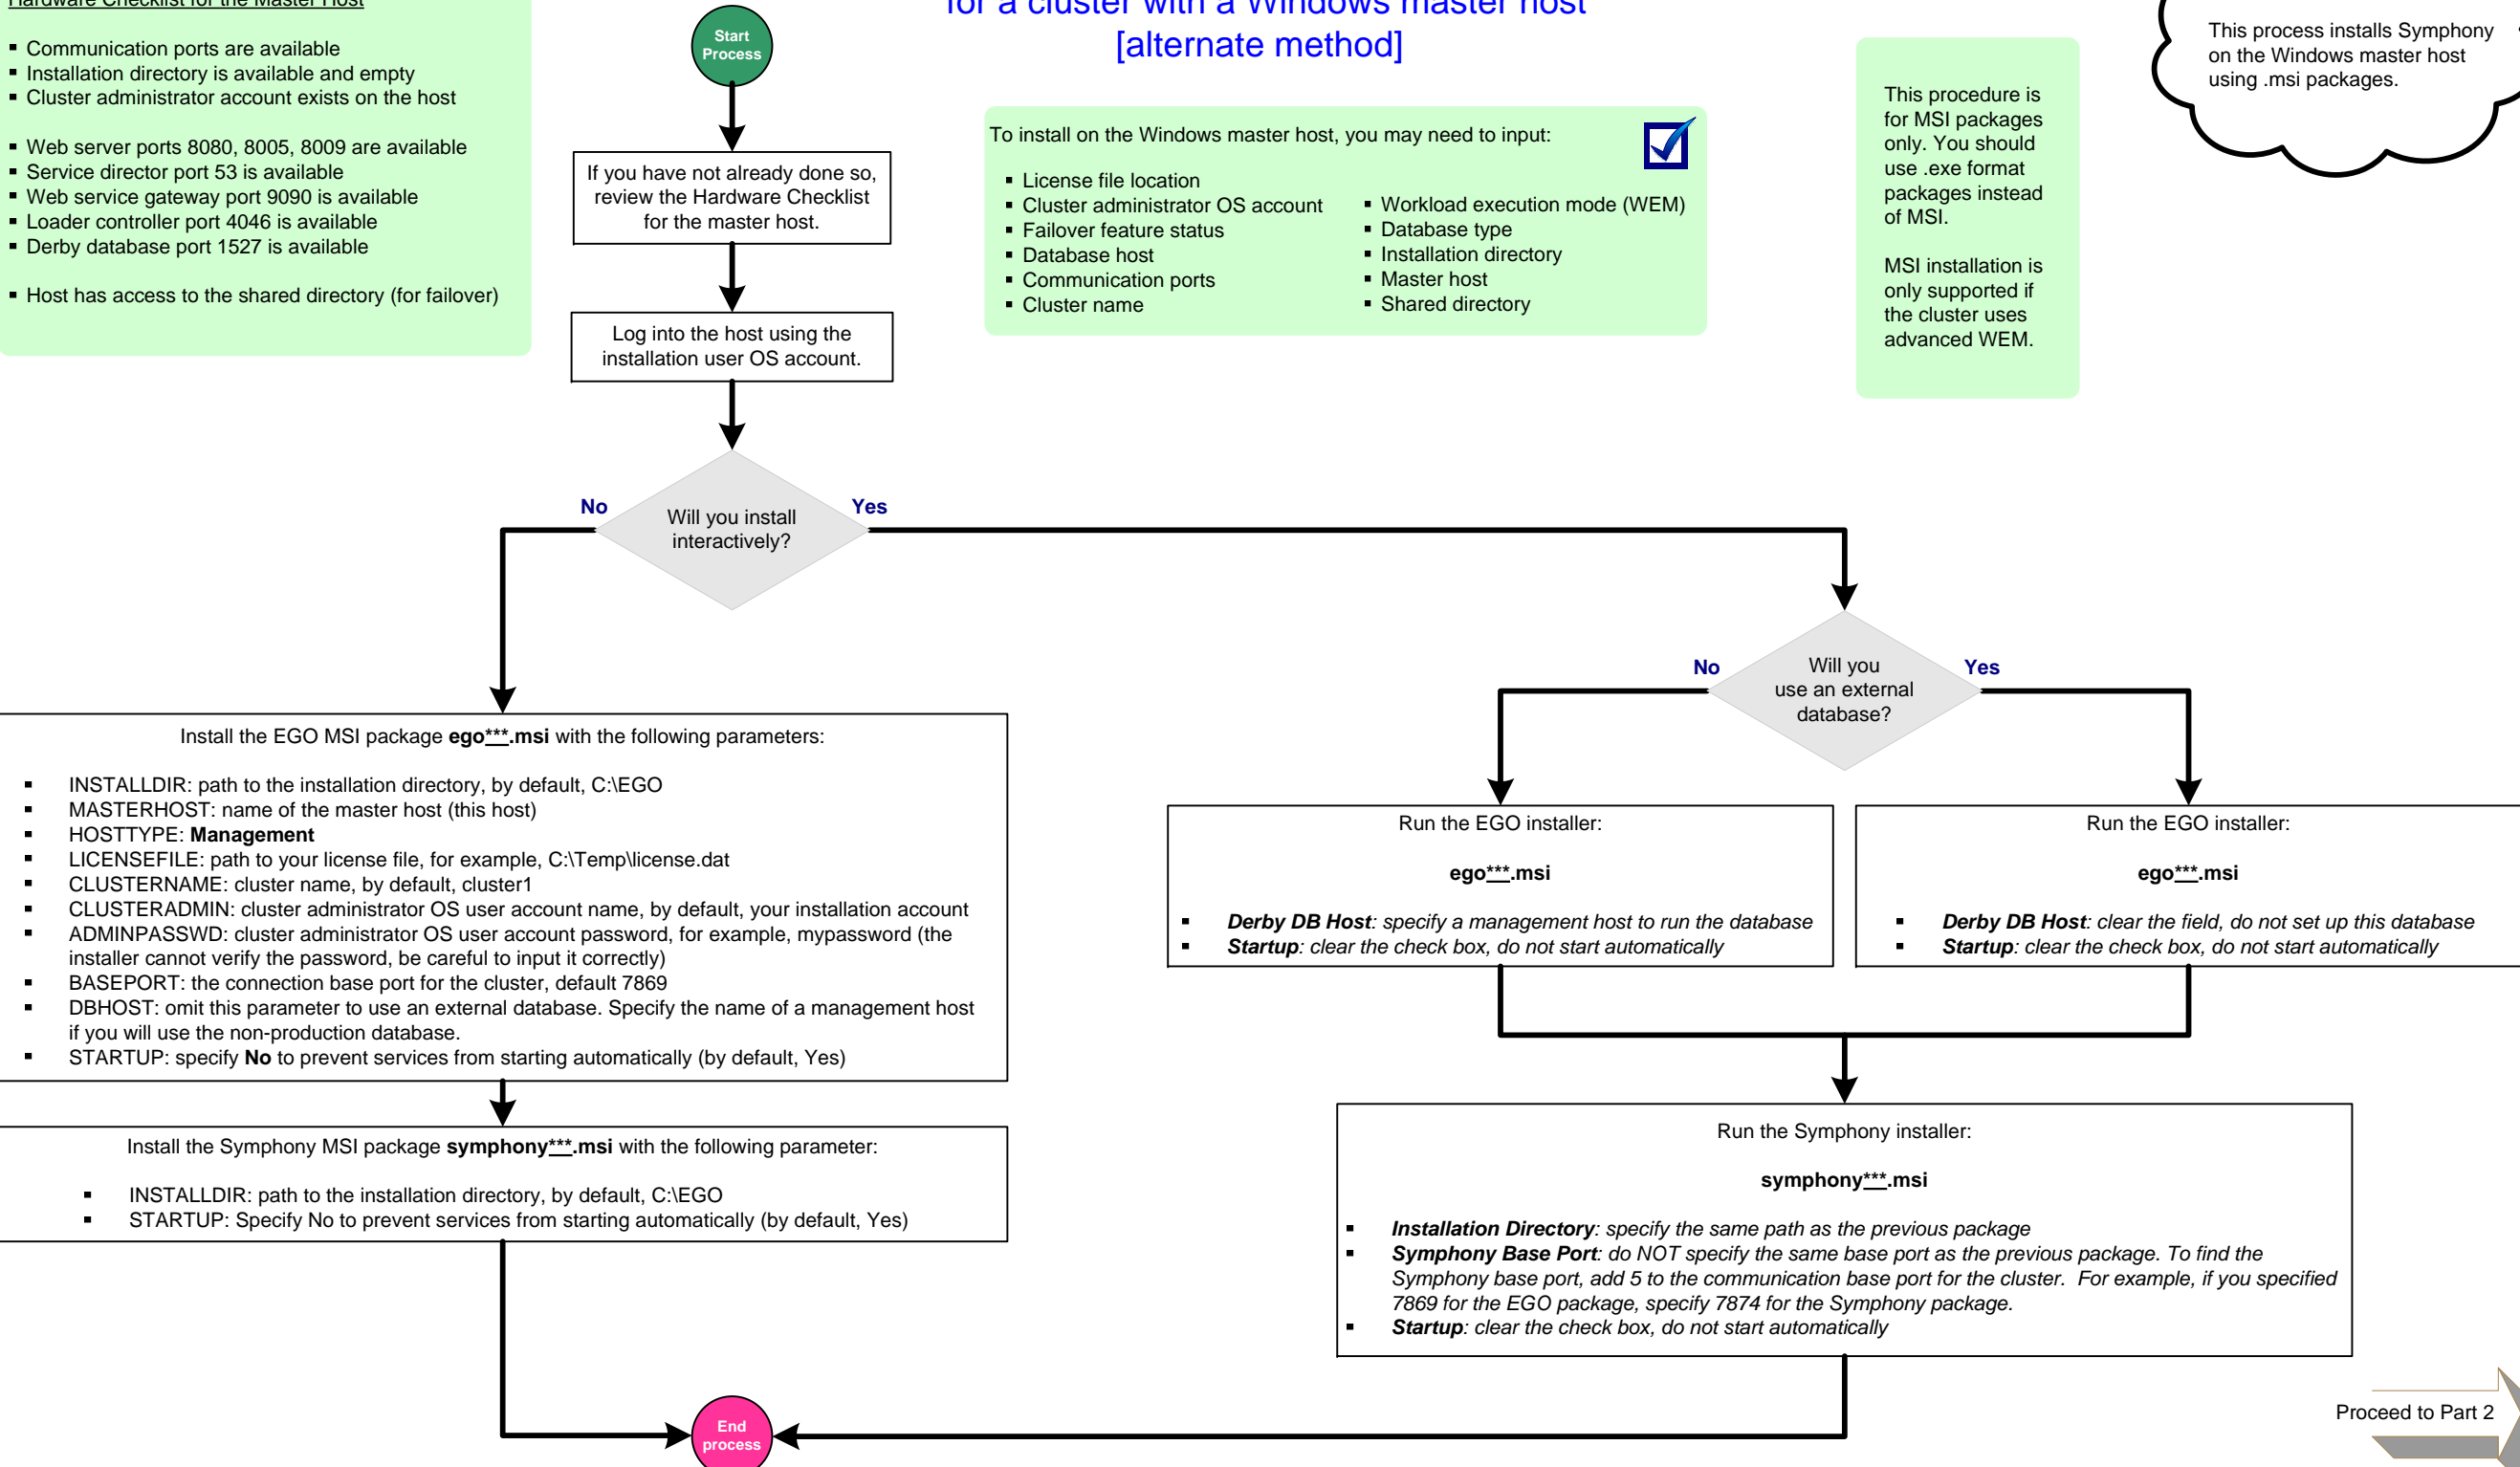 Hardware Checklist for the Master Host
▪ Communication ports are available
▪ Installation directory is available and empty
▪ Cluster administrator account exists on the host
▪ Web server ports 8080, 8005, 8009 are available
▪ Service director port 53 is available
▪ Web service gateway port 9090 is available
▪ Loader controller port 4046 is available
▪ Derby database port 1527 is available
▪ Host has access to the shared directory (for failover)
for a cluster with a Windows master host
[alternate method]
Start
Process
If you have not already done so,
review the Hardware Checklist
for the master host.
Log into the host using the
installation user OS account.
To install on the Windows master host, you may need to input:
▪ License file location
▪ Cluster administrator OS account
▪ Failover feature status
▪ Database host
▪ Communication ports
▪ Cluster name
▪ Workload execution mode (WEM)
▪ Database type
▪ Installation directory
▪ Master host
▪ Shared directory
This procedure is
for MSI packages
only. You should
use .exe format
packages instead
of MSI.
MSI installation is
only supported if
the cluster uses
advanced WEM.
This process installs Symphony
on the Windows master host
using .msi packages.
No
Will you install
interactively?
Yes
No
Will you
use an external
database?
Yes
Install the EGO MSI package ego***.msi with the following parameters:
▪ INSTALLDIR: path to the installation directory, by default, C:\EGO
▪ MASTERHOST: name of the master host (this host)
▪ HOSTTYPE: Management
▪ LICENSEFILE: path to your license file, for example, C:\Temp\license.dat
▪ CLUSTERNAME: cluster name, by default, cluster1
▪ CLUSTERADMIN: cluster administrator OS user account name, by default, your installation account
▪ ADMINPASSWD: cluster administrator OS user account password, for example, mypassword (the
installer cannot verify the password, be careful to input it correctly)
▪ BASEPORT: the connection base port for the cluster, default 7869
▪ DBHOST: omit this parameter to use an external database. Specify the name of a management host
if you will use the non-production database.
▪ STARTUP: specify No to prevent services from starting automatically (by default, Yes)
Install the Symphony MSI package symphony***.msi with the following parameter:
▪ INSTALLDIR: path to the installation directory, by default, C:\EGO
▪ STARTUP: Specify No to prevent services from starting automatically (by default, Yes)
Run the EGO installer:
ego***.msi
▪ Derby DB Host: specify a management host to run the database
▪ Startup: clear the check box, do not start automatically
Run the EGO installer:
ego***.msi
▪ Derby DB Host: clear the field, do not set up this database
▪ Startup: clear the check box, do not start automatically
Run the Symphony installer:
symphony***.msi
▪ Installation Directory: specify the same path as the previous package
▪ Symphony Base Port: do NOT specify the same base port as the previous package. To find the
Symphony base port, add 5 to the communication base port for the cluster.  For example, if you specified
7869 for the EGO package, specify 7874 for the Symphony package.
▪ Startup: clear the check box, do not start automatically
End
process
Proceed to Part 2